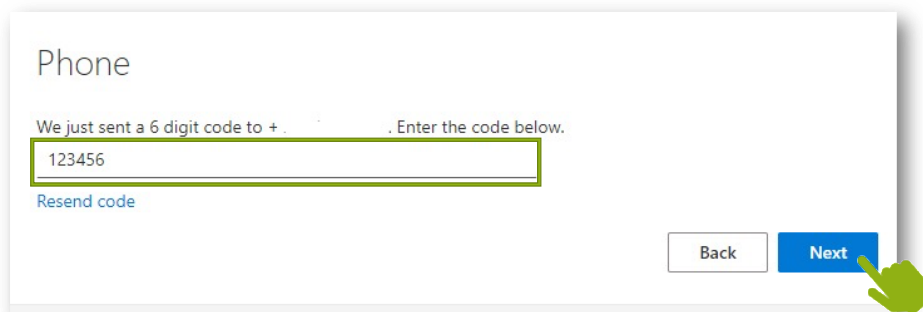 Phone
We just sent a 6 digit code to + . Enter the code below.
123456
Resend code
Back
Next